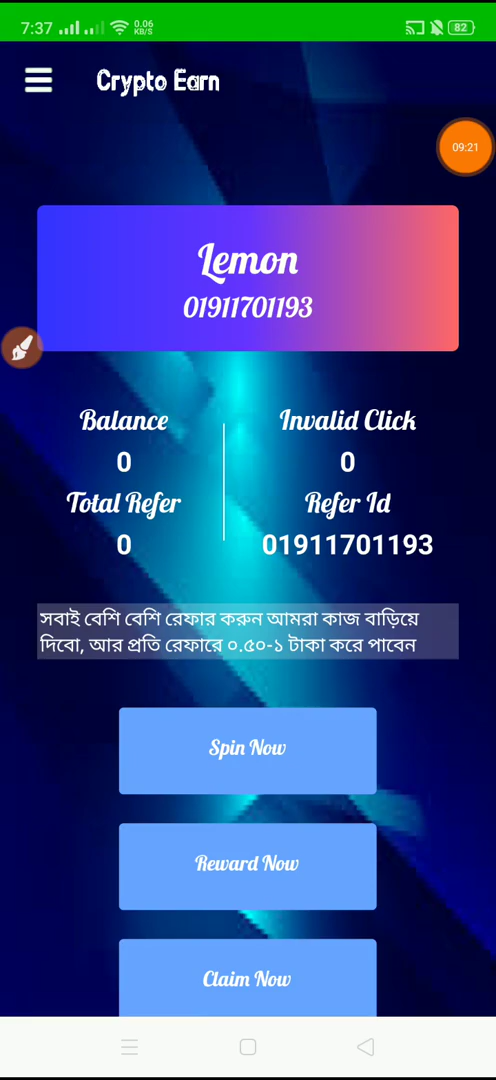 7:37
0.06
KB/S
82
Crypto Earn
09:21
Lemon
01911701193
Balance
Invalid Click
0
0
Total Refer
Refer Id
0
01911701193
সবাই বেশি বেশি রেফার করুন আমরা কাজ বাড়িয়ে
দিবো, আর প্রতি রেফারে ০.৫০-১ টাকা করে পাবেন
Spin Now
Reward Now
Claim Now